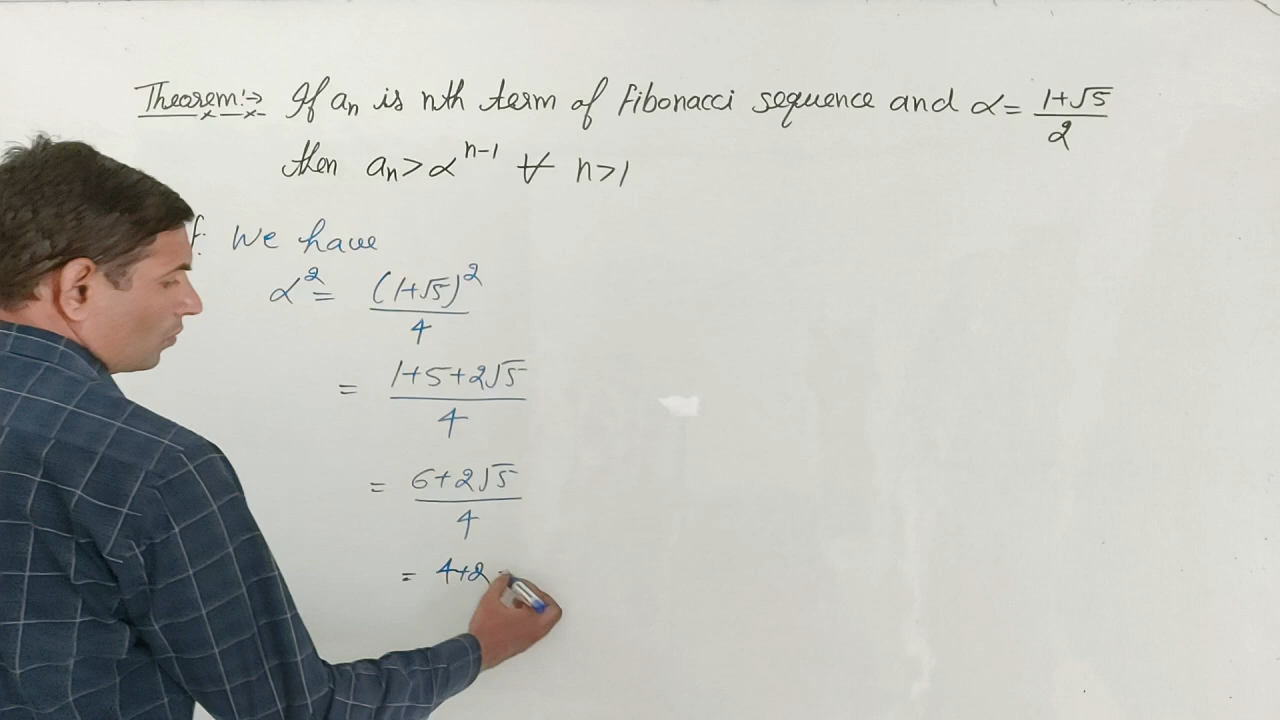 Theorem:→ If aₙ is nth term of Fibonacci sequence and α = (1+√5)/2
then aₙ > αⁿ⁻¹ ∀ n>1
f: We have
α² = (1+√5)²/4
= (1+5+2√5)/4
= (6+2√5)/4
= 4+2